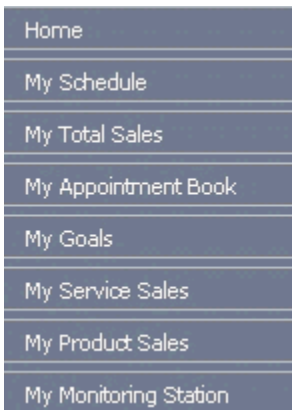 Home
My Schedule
My Total Sales
My Appointment Book
My Goals
My Service Sales
My Product Sales
My Monitoring Station